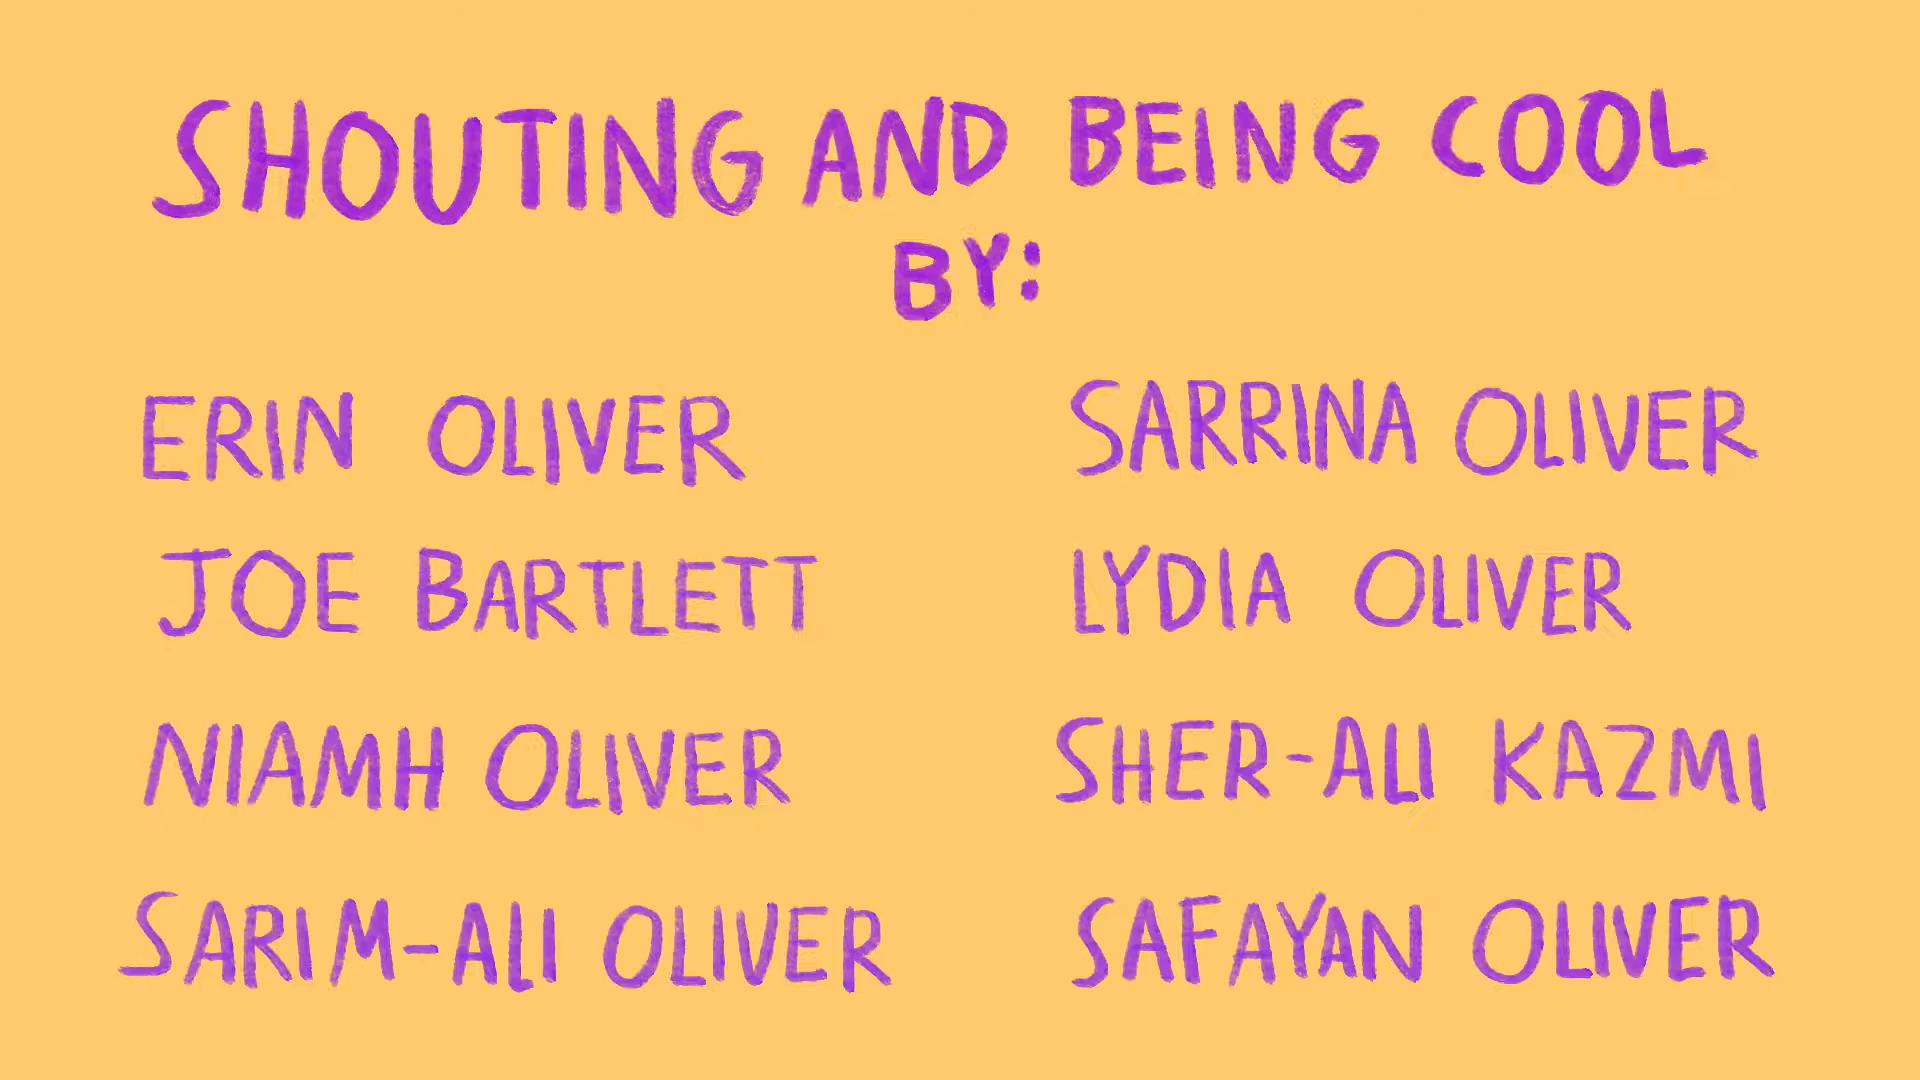 SHOUTING AND BEING COOL
BY:
ERIN OLIVER
SARRINA OLIVER
JOE BARTLETT
LYDIA OLIVER
NIAMH OLIVER
SHER-ALI KAZMI
SARIM-ALI OLIVER
SAFAYAN OLIVER